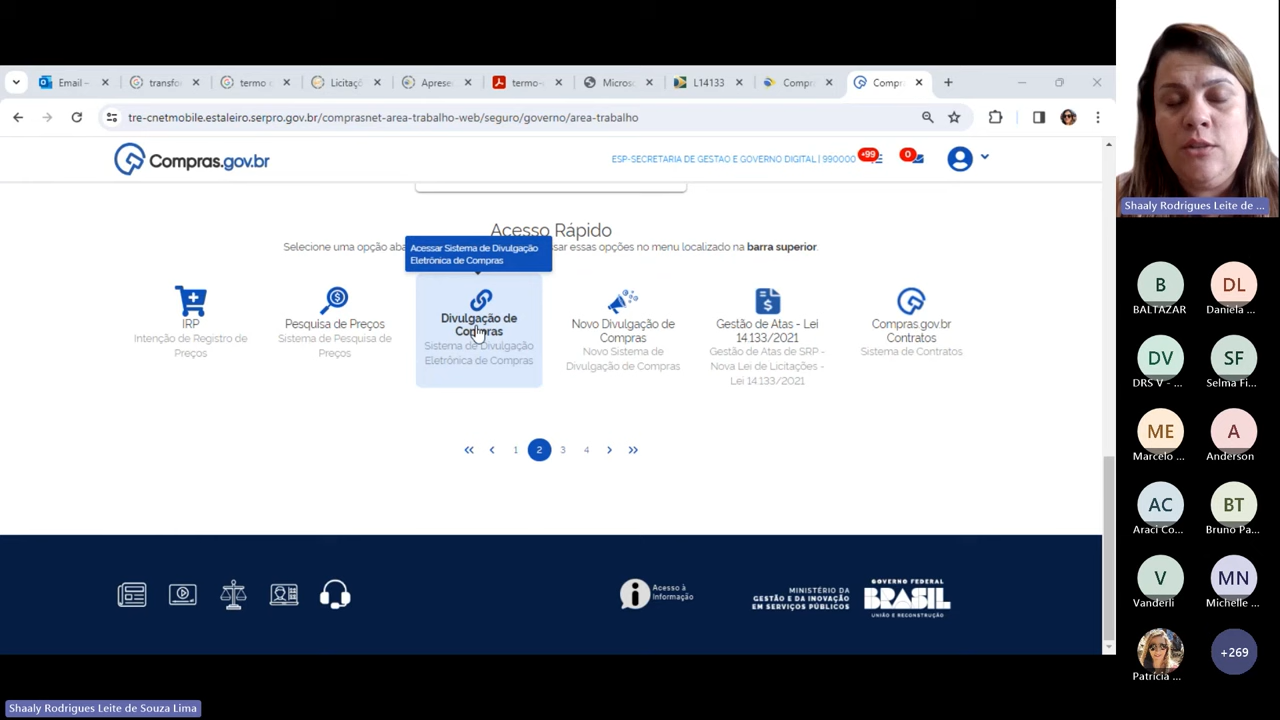 Email –
transfo
termo
Licitaç
Aprese
termo-
Micros
L14133
Compr
Compr
tre-cnetmobile.estaleiro.serpro.gov.br/comprasnet-area-trabalho-web/seguro/governo/area-trabalho
Compras.gov.br
ESP-SECRETARIA DE GESTAO E GOVERNO DIGITAL | 990000
+99
0
Shaaly Rodrigues Leite de ...
Acesso Rápido
Selecione uma opção aba
sar essas opções no menu localizado na barra superior.
Acessar Sistema de Divulgação
Eletrônica de Compras
IRP
Intenção de Registro de
Preços
Pesquisa de Preços
Sistema de Pesquisa de
Preços
Divulgação de
Compras
Sistema de Divulgação
Eletrônica de Compras
Novo Divulgação de
Compras
Novo Sistema de
Divulgação de Compras
Gestão de Atas - Lei
14.133/2021
Gestão de Atas de SRP -
Nova Lei de Licitações -
Lei 14.133/2021
Compras.gov.br
Contratos
Sistema de Contratos
« ‹ 1 2 3 4 › »
Acesso à
Informação
MINISTÉRIO DA
GESTÃO E DA INOVAÇÃO
EM SERVIÇOS PÚBLICOS
GOVERNO FEDERAL
BRASIL
UNIÃO E RECONSTRUÇÃO
B
BALTAZAR
DL
Daniela ...
DV
DRS V - ...
SF
Selma Fi...
ME
Marcelo ...
A
Anderson
AC
Araci Co...
BT
Bruno Pa...
V
Vanderli
MN
Michelle ...
Patrícia ...
+269
Shaaly Rodrigues Leite de Souza Lima